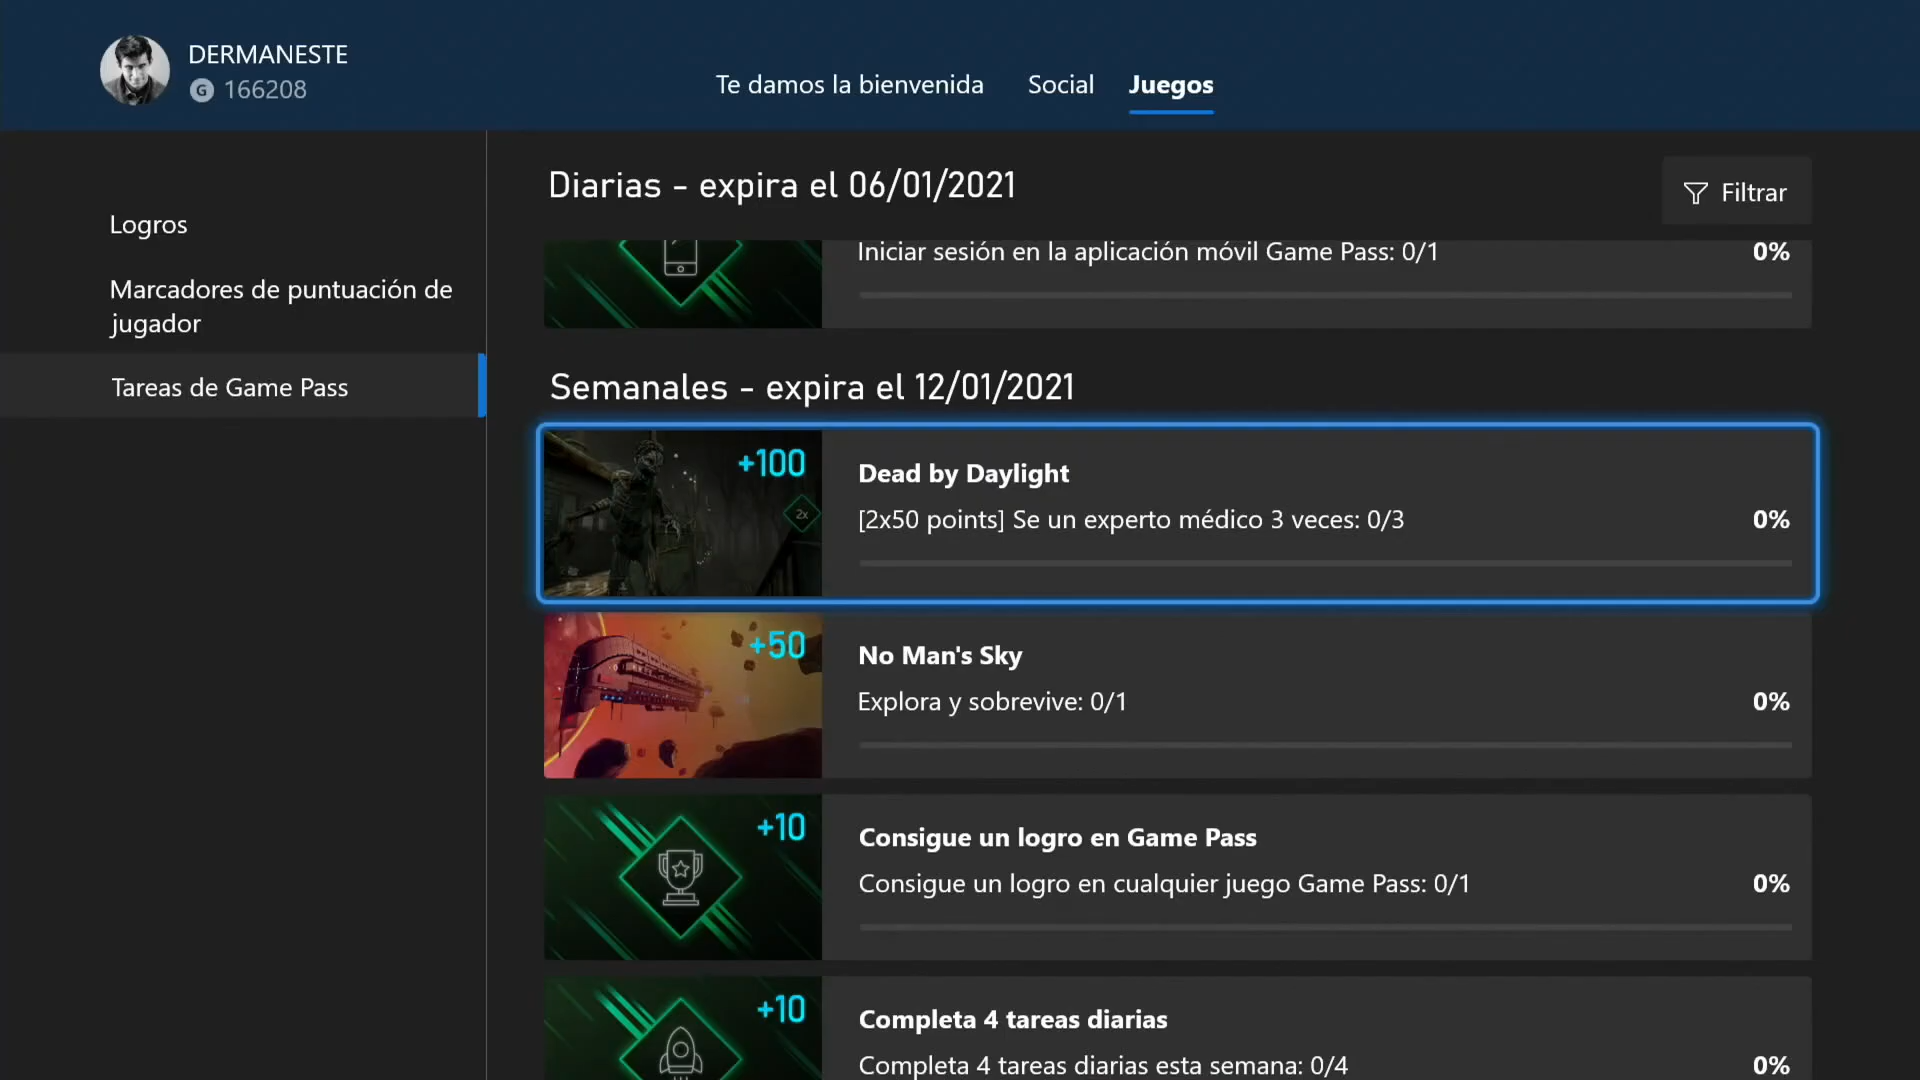 DERMANESTE
G 166208
Te damos la bienvenida
Social
Juegos
Logros
Marcadores de puntuación de
jugador
Tareas de Game Pass
Diarias - expira el 06/01/2021
Filtrar
Iniciar sesión en la aplicación móvil Game Pass: 0/1
0%
Semanales - expira el 12/01/2021
+100
2x
Dead by Daylight
[2x50 points] Se un experto médico 3 veces: 0/3
0%
+50
No Man's Sky
Explora y sobrevive: 0/1
0%
+10
Consigue un logro en Game Pass
Consigue un logro en cualquier juego Game Pass: 0/1
0%
+10
Completa 4 tareas diarias
Completa 4 tareas diarias esta semana: 0/4
0%